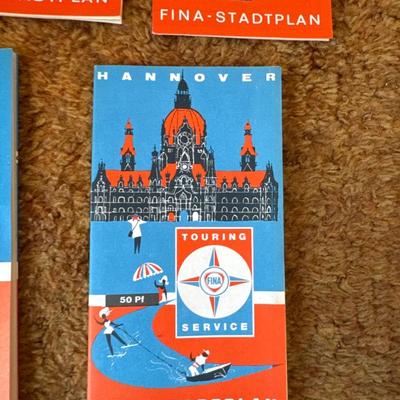 FINA-STADTPLAN
HANNOVER
TOURING
FINA
50 Pf
SERVICE